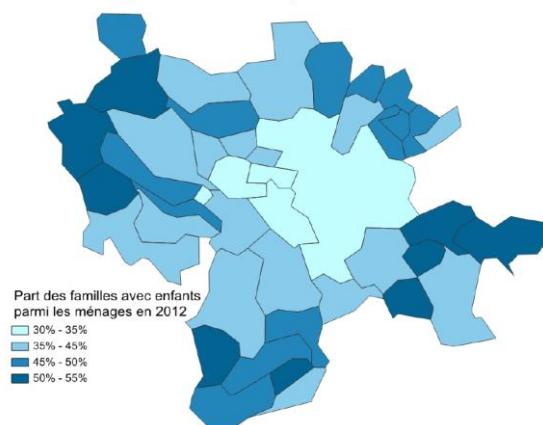 Part des familles avec enfants
parmi les ménages en 2012
30% - 35%
35% - 45%
45% - 50%
50% - 55%